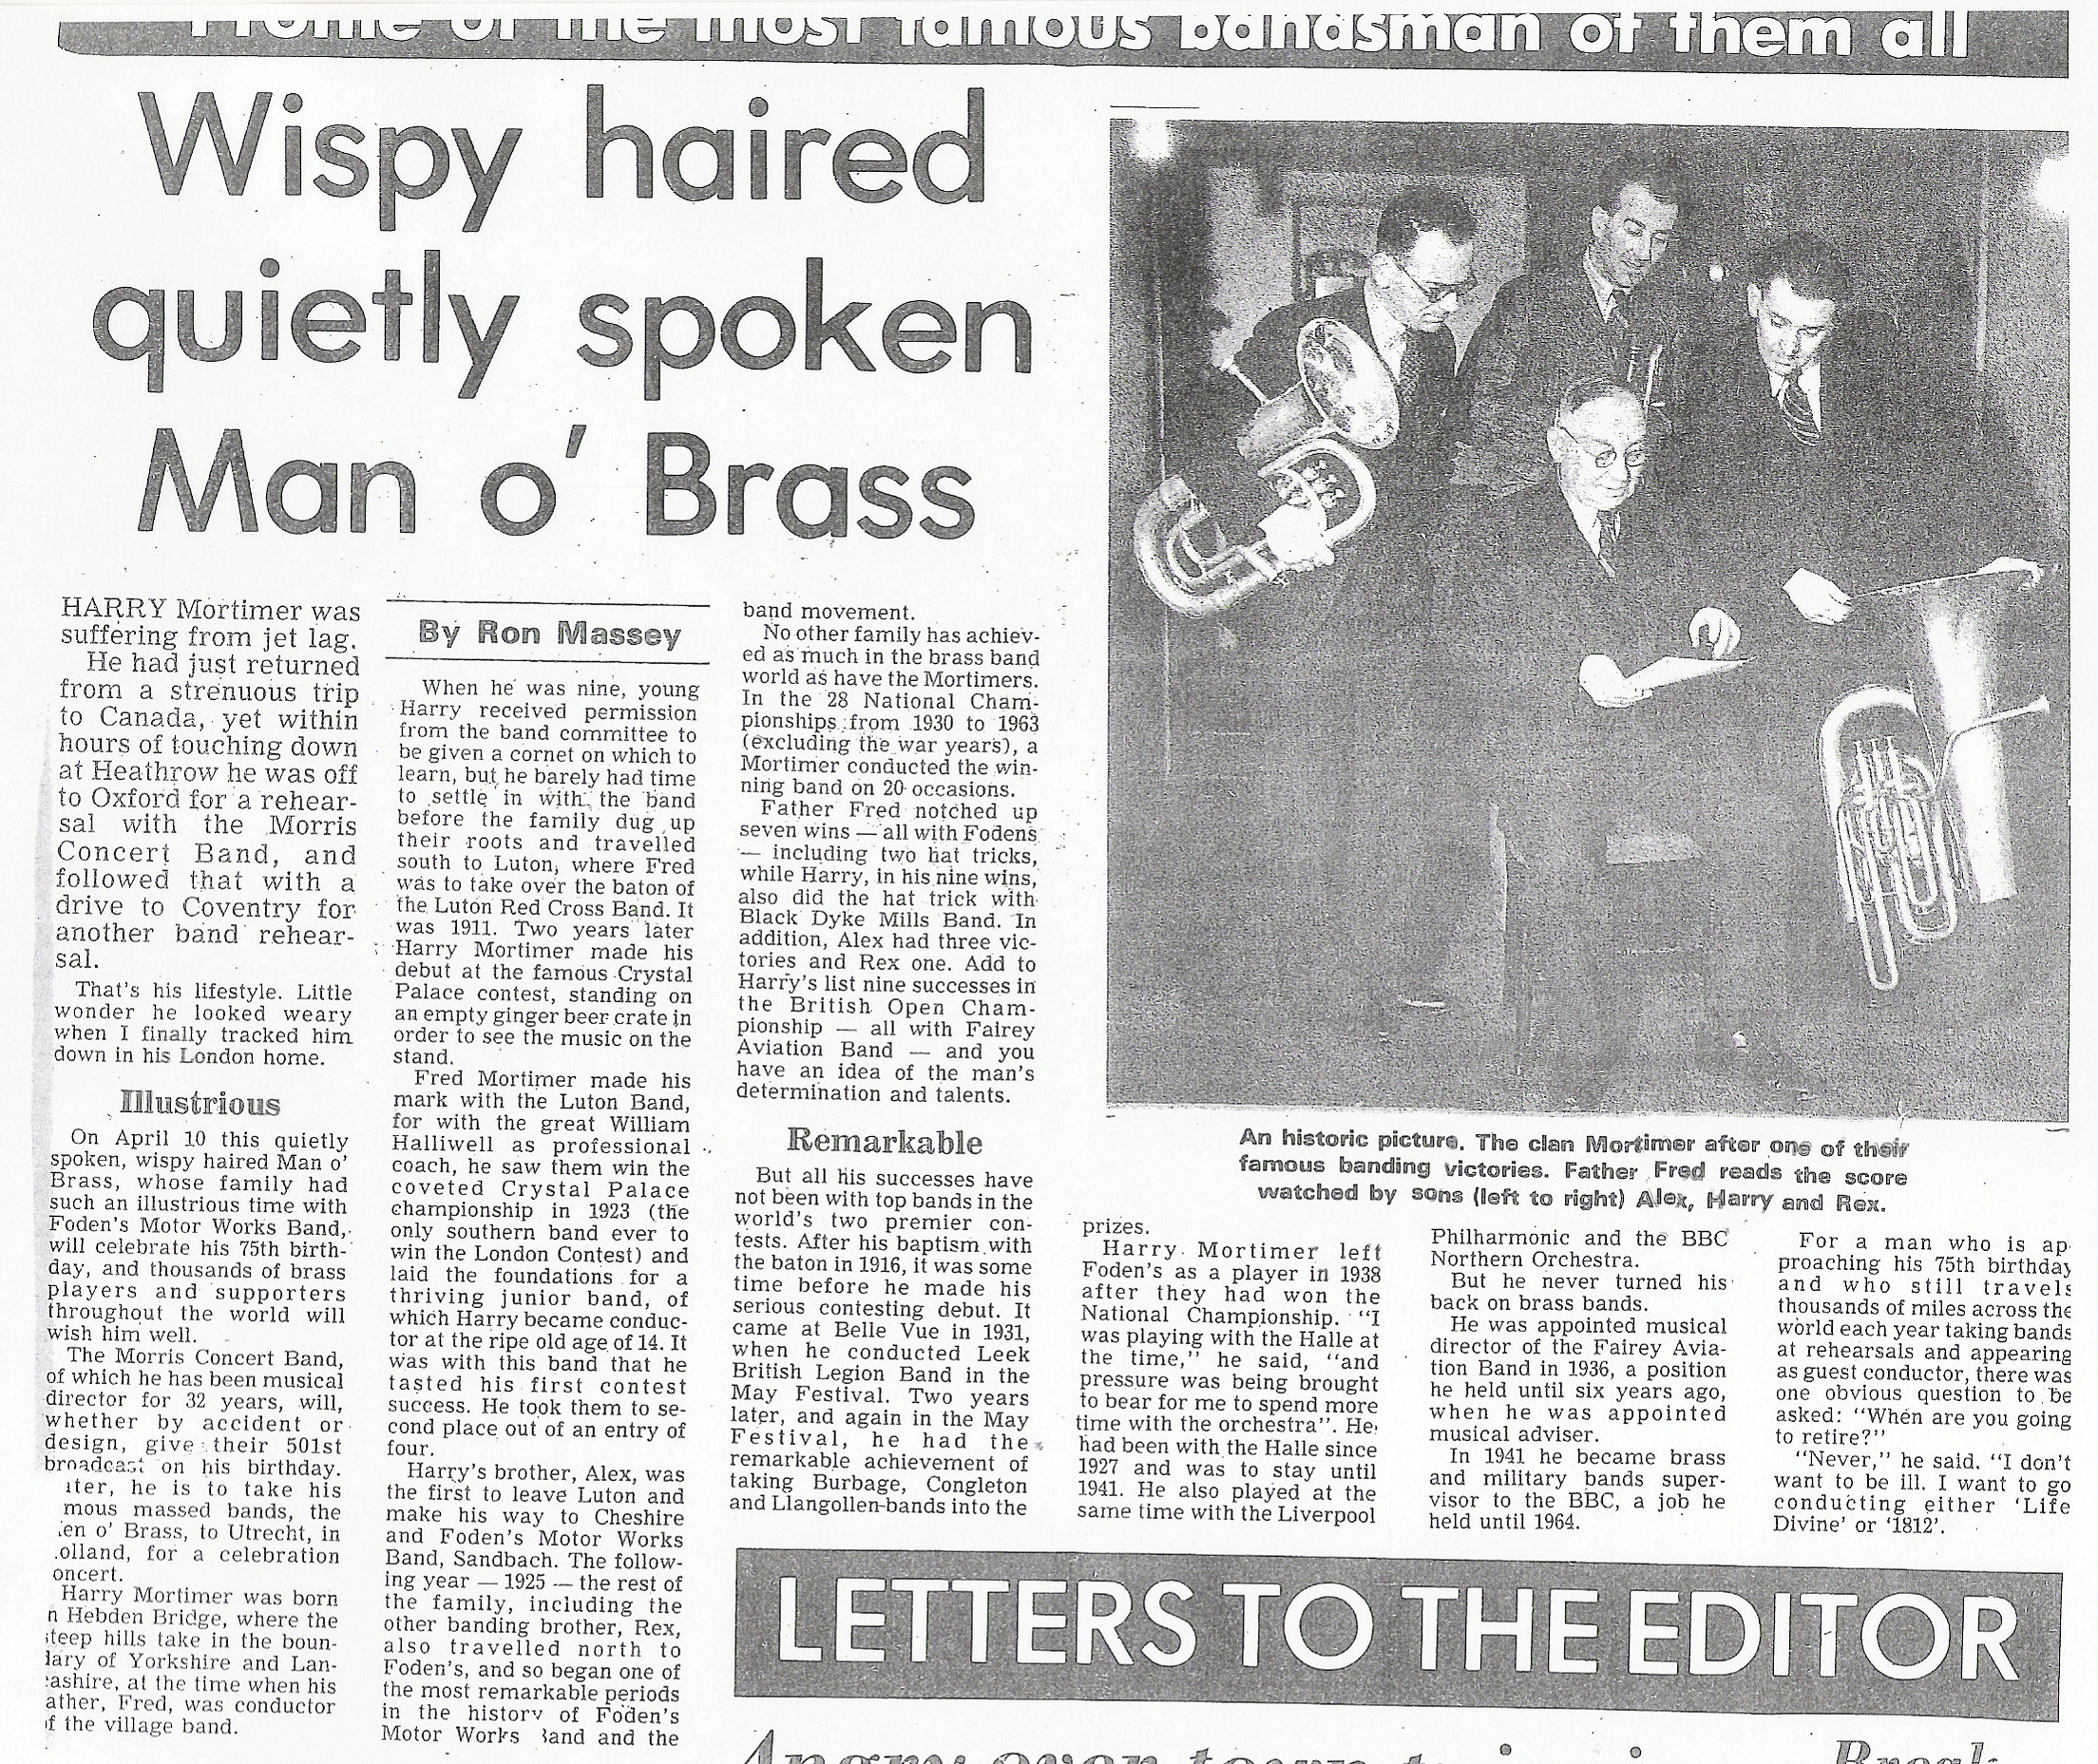 Profile of the most famous bandsman of them all
Wispy haired
quietly spoken
Man o' Brass
HARRY Mortimer was
suffering from jet lag.
He had just returned
from a strenuous trip
to Canada, yet within
hours of touching down
at Heathrow he was off
to Oxford for a rehear-
sal with the Morris
Concert Band, and
followed that with a
drive to Coventry for
another band rehear-
sal.
That's his lifestyle. Little
wonder he looked weary
when I finally tracked him
down in his London home.
Illustrious
On April 10 this quietly
spoken, wispy haired Man o'
Brass, whose family had
such an illustrious time with
Foden's Motor Works Band,
will celebrate his 75th birth-
day, and thousands of brass
players and supporters
throughout the world will
wish him well.
The Morris Concert Band,
of which he has been musical
director for 32 years, will,
whether by accident or
design, give their 501st
broadcast on his birthday.
ter, he is to take his
mous massed bands, the
en o' Brass, to Utrecht, in
olland, for a celebration
oncert.
Harry Mortimer was born
n Hebden Bridge, where the
teep hills take in the boun-
dary of Yorkshire and Lan-
ashire, at the time when his
ather, Fred, was conductor
f the village band.
By Ron Massey
When he was nine, young
Harry received permission
from the band committee to
be given a cornet on which to
learn, but he barely had time
to settle in with the band
before the family dug up
their roots and travelled
south to Luton, where Fred
was to take over the baton of
the Luton Red Cross Band. It
was 1911. Two years later
Harry Mortimer made his
debut at the famous Crystal
Palace contest, standing on
an empty ginger beer crate in
order to see the music on the
stand.
Fred Mortimer made his
mark with the Luton Band,
for with the great William
Halliwell as professional
coach, he saw them win the
coveted Crystal Palace
championship in 1923 (the
only southern band ever to
win the London Contest) and
laid the foundations for a
thriving junior band, of
which Harry became conduc-
tor at the ripe old age of 14. It
was with this band that he
tasted his first contest
success. He took them to se-
cond place out of an entry of
four.
Harry's brother, Alex, was
the first to leave Luton and
make his way to Cheshire
and Foden's Motor Works
Band, Sandbach. The follow-
ing year — 1925 — the rest of
the family, including the
other banding brother, Rex,
also travelled north to
Foden's, and so began one of
the most remarkable periods
in the history of Foden's
Motor Works Band and the
band movement.
No other family has achiev-
ed as much in the brass band
world as have the Mortimers.
In the 28 National Cham-
pionships from 1930 to 1963
(excluding the war years), a
Mortimer conducted the win-
ning band on 20 occasions.
Father Fred notched up
seven wins — all with Fodens
— including two hat tricks,
while Harry, in his nine wins,
also did the hat trick with
Black Dyke Mills Band. In
addition, Alex had three vic-
tories and Rex one. Add to
Harry's list nine successes in
the British Open Cham-
pionship — all with Fairey
Aviation Band — and you
have an idea of the man's
determination and talents.
Remarkable
But all his successes have
not been with top bands in the
world's two premier con-
tests. After his baptism with
the baton in 1916, it was some
time before he made his
serious contesting debut. It
came at Belle Vue in 1931,
when he conducted Leek
British Legion Band in the
May Festival. Two years
later, and again in the May
Festival, he had the
remarkable achievement of
taking Burbage, Congleton
and Llangollen bands into the
An historic picture. The clan Mortimer after one of their
famous banding victories. Father Fred reads the score
watched by sons (left to right) Alex, Harry and Rex.
prizes.
Harry Mortimer left
Foden's as a player in 1938
after they had won the
National Championship. "I
was playing with the Halle at
the time," he said, "and
pressure was being brought
to bear for me to spend more
time with the orchestra". He
had been with the Halle since
1927 and was to stay until
1941. He also played at the
same time with the Liverpool
Philharmonic and the BBC
Northern Orchestra.
But he never turned his
back on brass bands.
He was appointed musical
director of the Fairey Avia-
tion Band in 1936, a position
he held until six years ago,
when he was appointed
musical adviser.
In 1941 he became brass
and military bands super-
visor to the BBC, a job he
held until 1964.
For a man who is ap
proaching his 75th birthday
and who still travels
thousands of miles across the
world each year taking bands
at rehearsals and appearing
as guest conductor, there was
one obvious question to be
asked: "When are you going
to retire?"
"Never," he said. "I don't
want to be ill. I want to go
conducting either 'Life
Divine' or '1812'.
LETTERS TO THE EDITOR
Angry over town